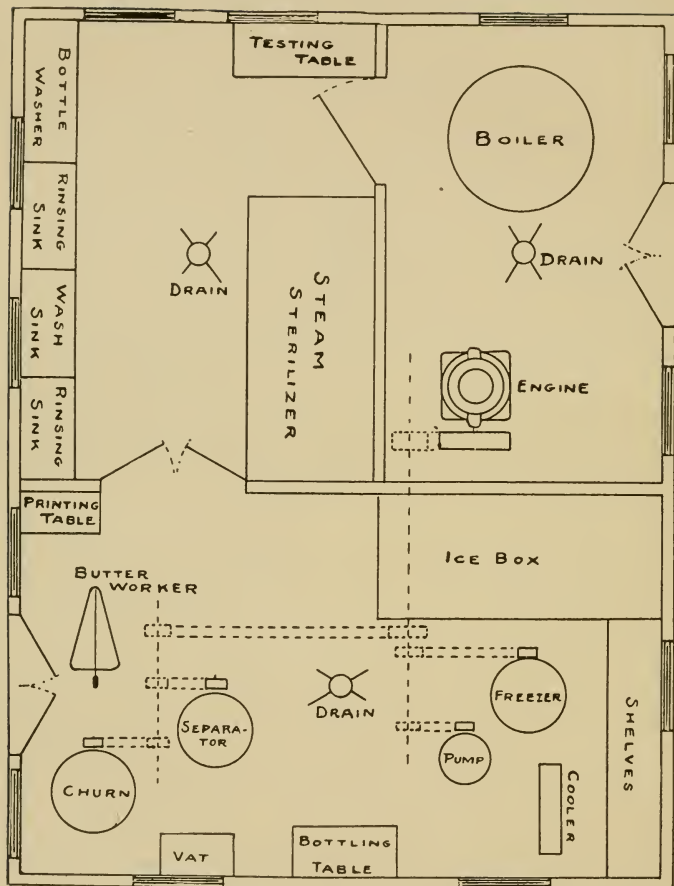 TESTING
TABLE
BOTTLE
WASHER
BOILER
RINSING
SINK
DRAIN
DRAIN
STEAM
STERILIZER
WASH
SINK
ENGINE
RINSING
SINK
PRINTING
TABLE
ICE BOX
BUTTER
WORKER
DRAIN
FREEZER
SHELVES
SEPARA-
TOR
PUMP
CHURN
COOLER
VAT
BOTTLING
TABLE